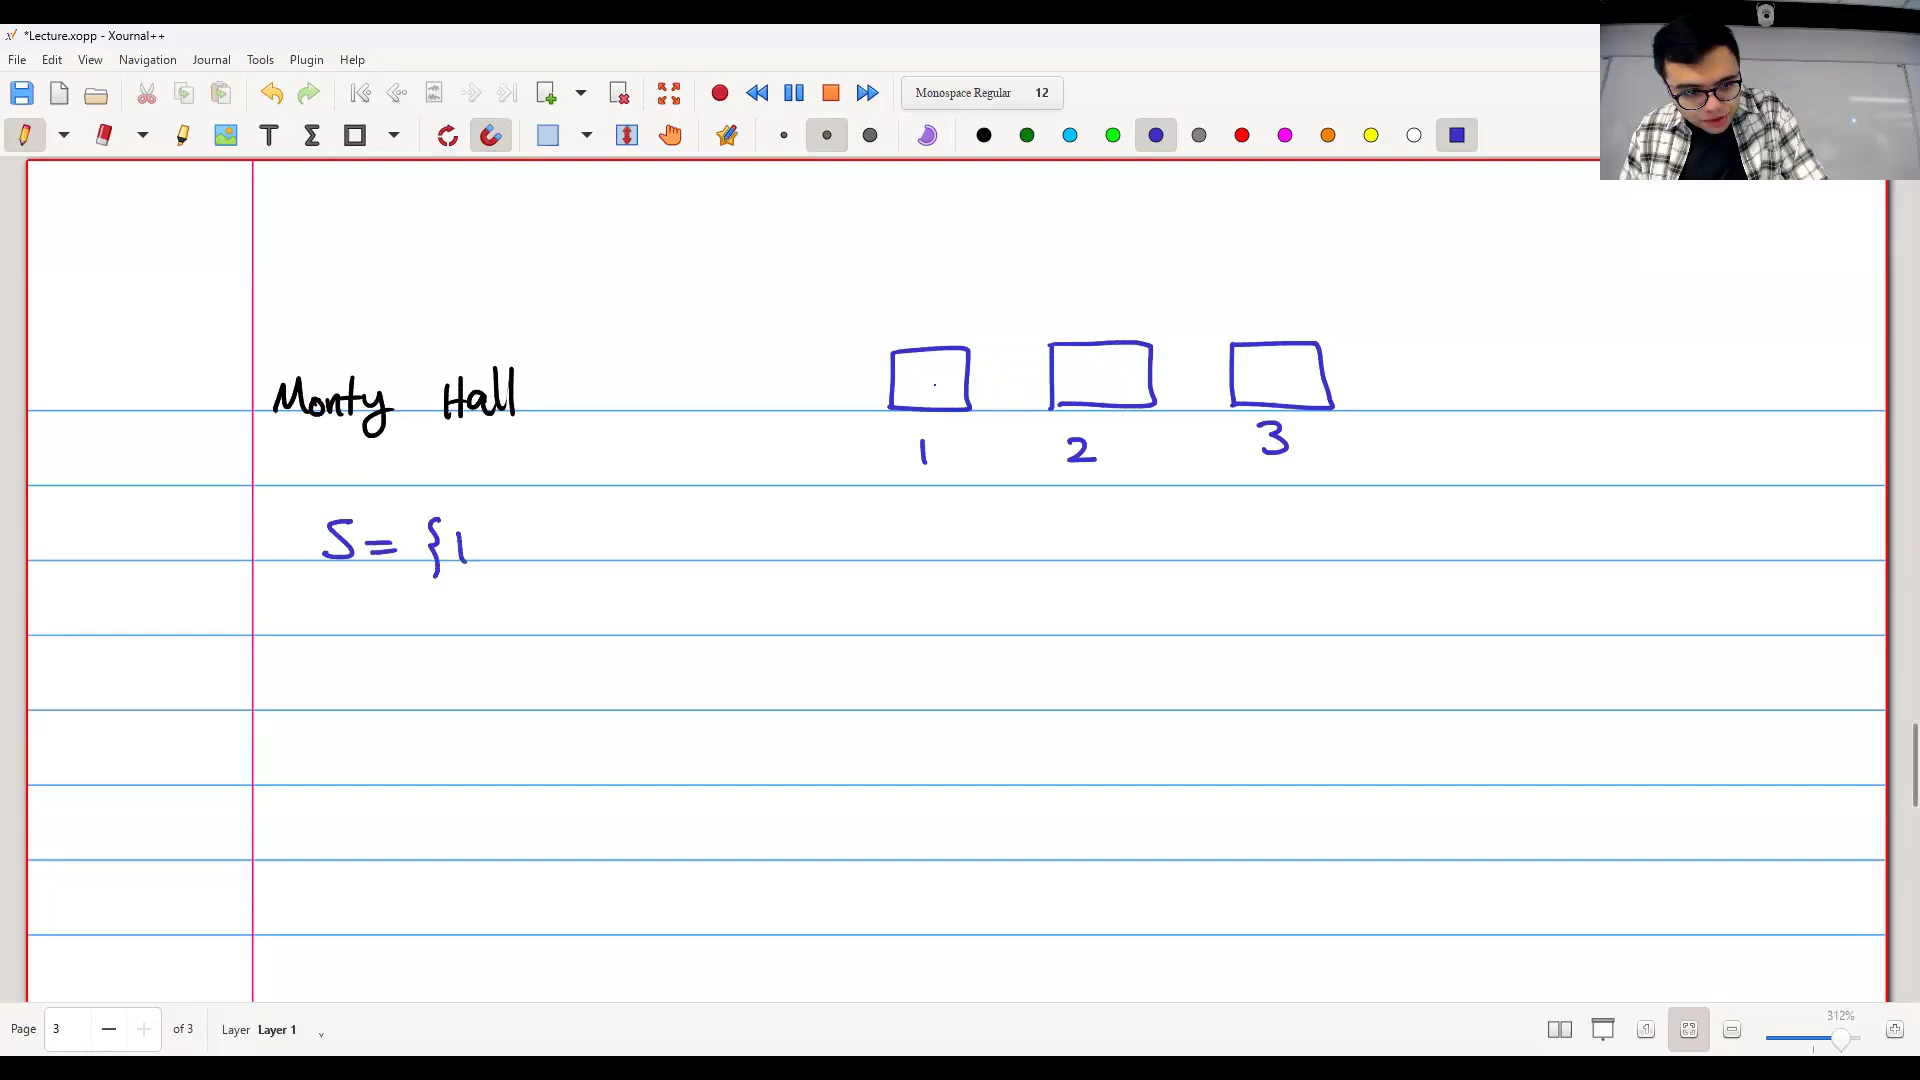 *Lecture.xopp - Xournal++
File Edit View Navigation Journal Tools Plugin Help
Monospace Regular 12
Monty Hall
1 2 3
S = {1
Page 3 of 3 Layer Layer 1
312%